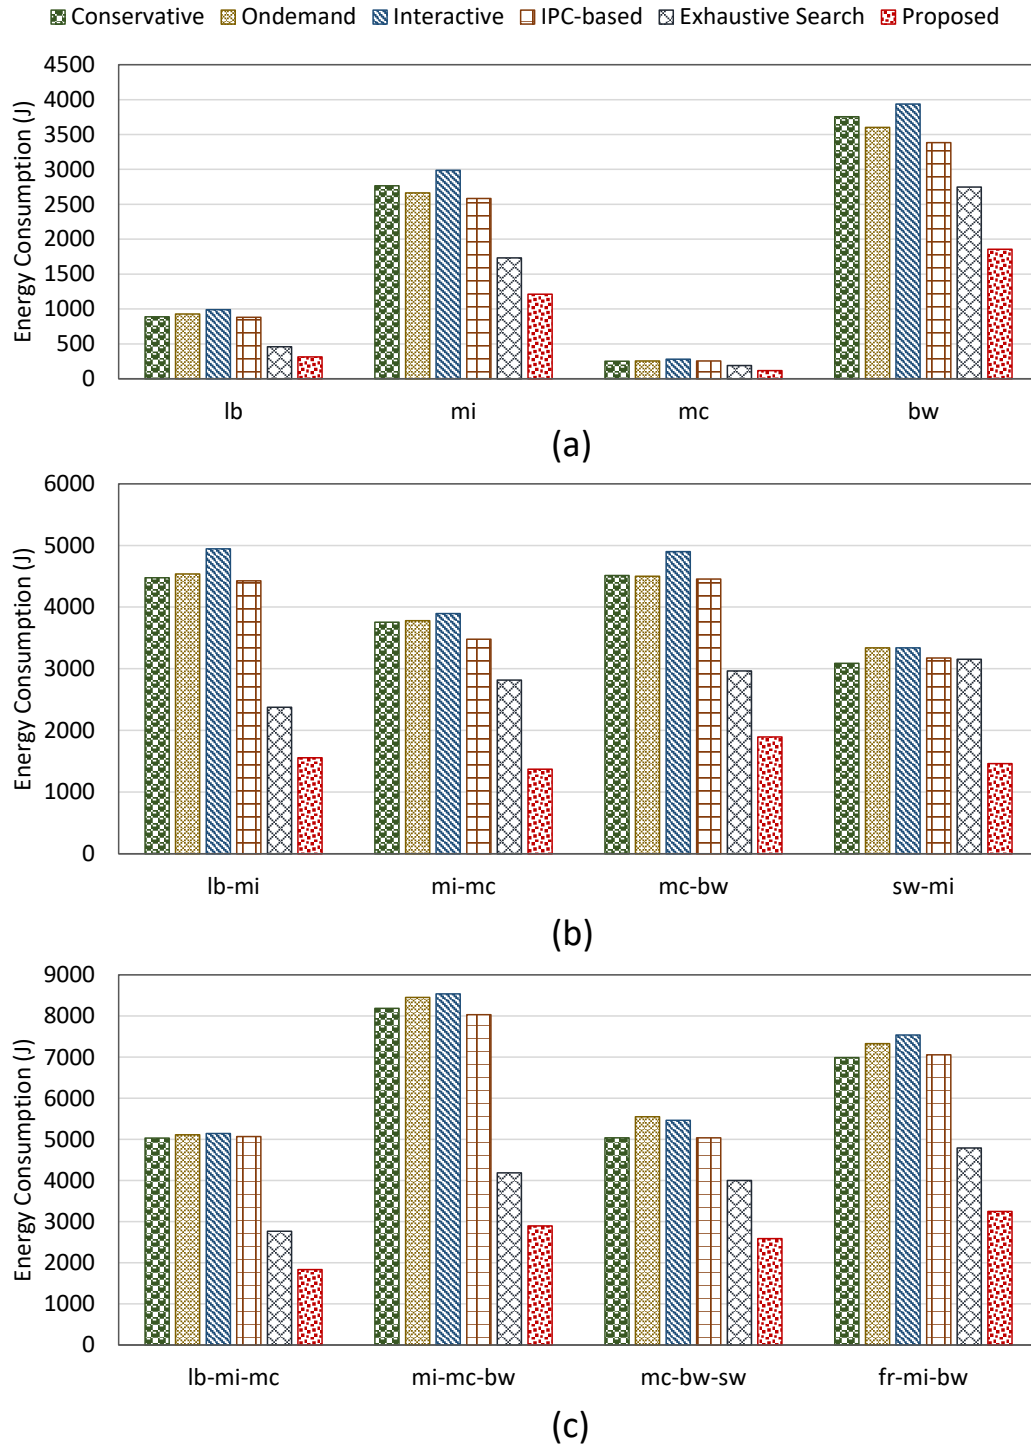 Conservative Ondemand Interactive IPC-based Exhaustive Search Proposed
Energy Consumption (J)
4500
4000
3500
3000
2500
2000
1500
1000
500
0
lb mi mc bw
(a)
Energy Consumption (J)
6000
5000
4000
3000
2000
1000
0
lb-mi mi-mc mc-bw sw-mi
(b)
Energy Consumption (J)
9000
8000
7000
6000
5000
4000
3000
2000
1000
0
lb-mi-mc mi-mc-bw mc-bw-sw fr-mi-bw
(c)